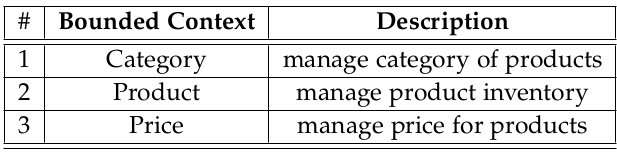 # Bounded Context Description
1 Category manage category of products
2 Product manage product inventory
3 Price manage price for products